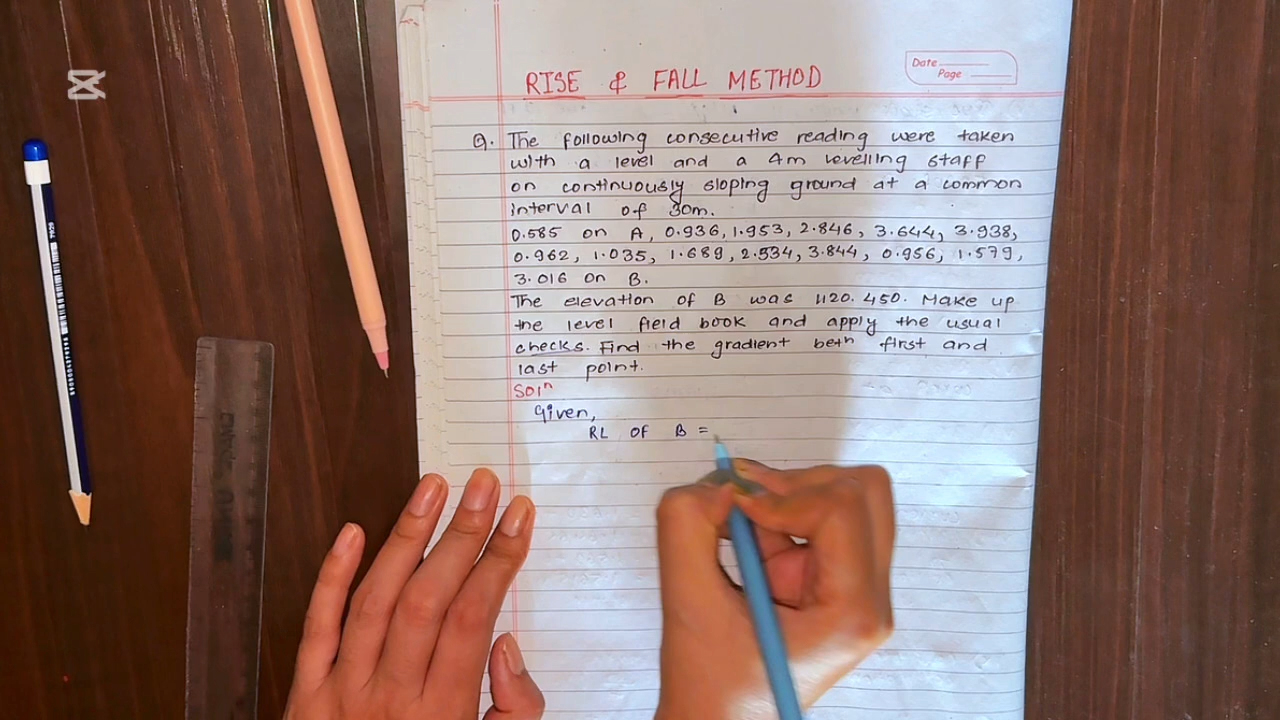 Date
Page
RISE & FALL METHOD
Q. The following consecutive reading were taken
with a level and a 4m levelling staff
on continuously sloping ground at a common
interval of 30m.
0.585 on A, 0.936, 1.953, 2.846, 3.644, 3.938,
0.962, 1.035, 1.689, 2.534, 3.844, 0.956, 1.579,
3.016 on B.
The elevation of B was 1120.450. Make up
the level field book and apply the usual
checks. Find the gradient betⁿ first and
last point.
Solⁿ
Given,
RL OF B =